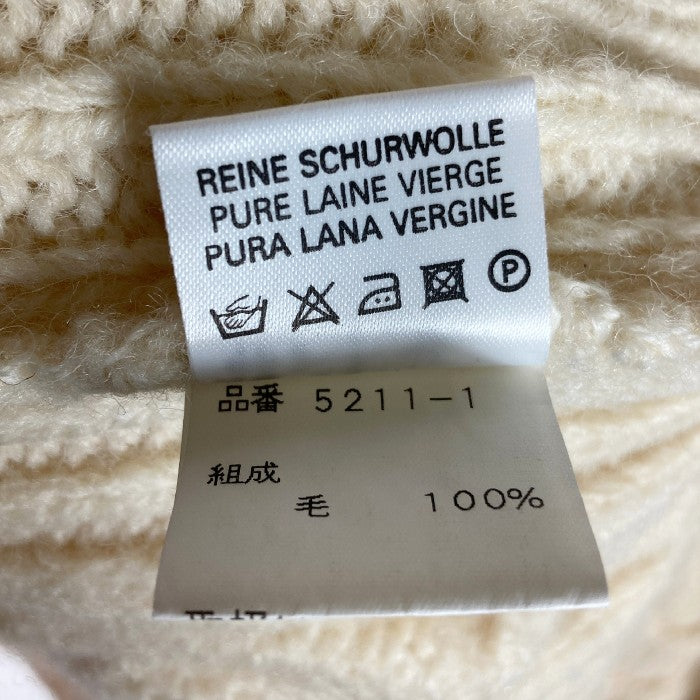 REINE SCHURWOLLE
PURE LAINE VIERGE
PURA LANA VERGINE
P
品番 5211-1
組成
毛 100%